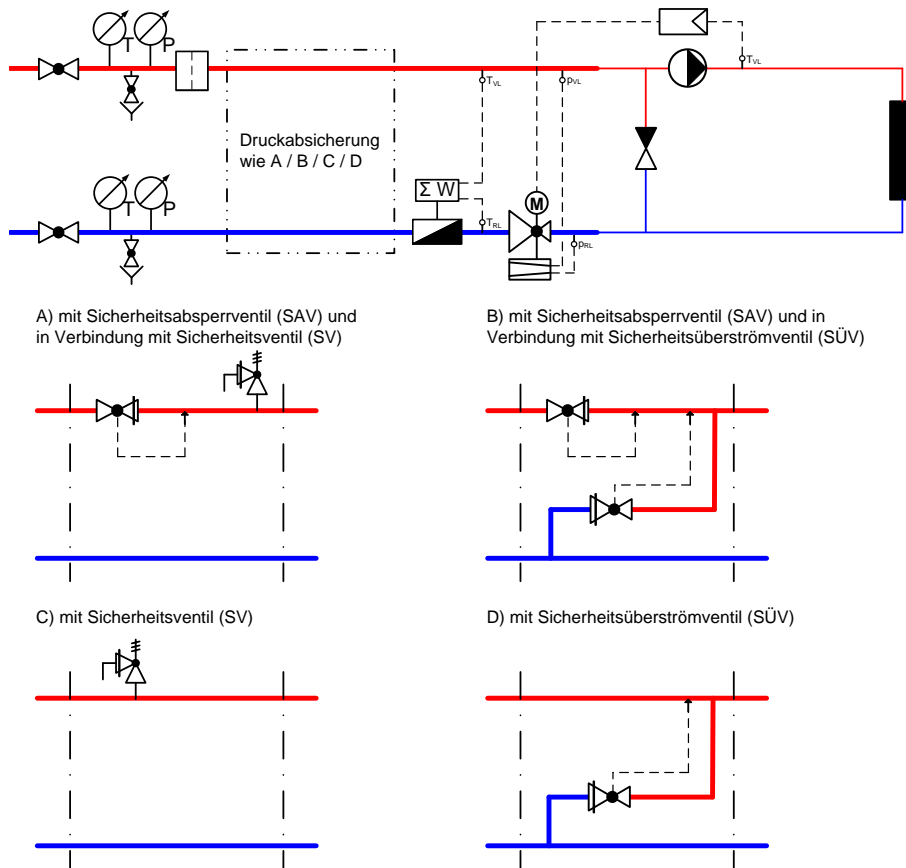 T P
T_VL p_VL T_VL
Druckabsicherung
wie A / B / C / D
Σ W
T P
M
T_RL
p_RL
A) mit Sicherheitsabsperrventil (SAV) und
in Verbindung mit Sicherheitsventil (SV)
B) mit Sicherheitsabsperrventil (SAV) und in
Verbindung mit Sicherheitsüberströmventil (SÜV)
C) mit Sicherheitsventil (SV)
D) mit Sicherheitsüberströmventil (SÜV)